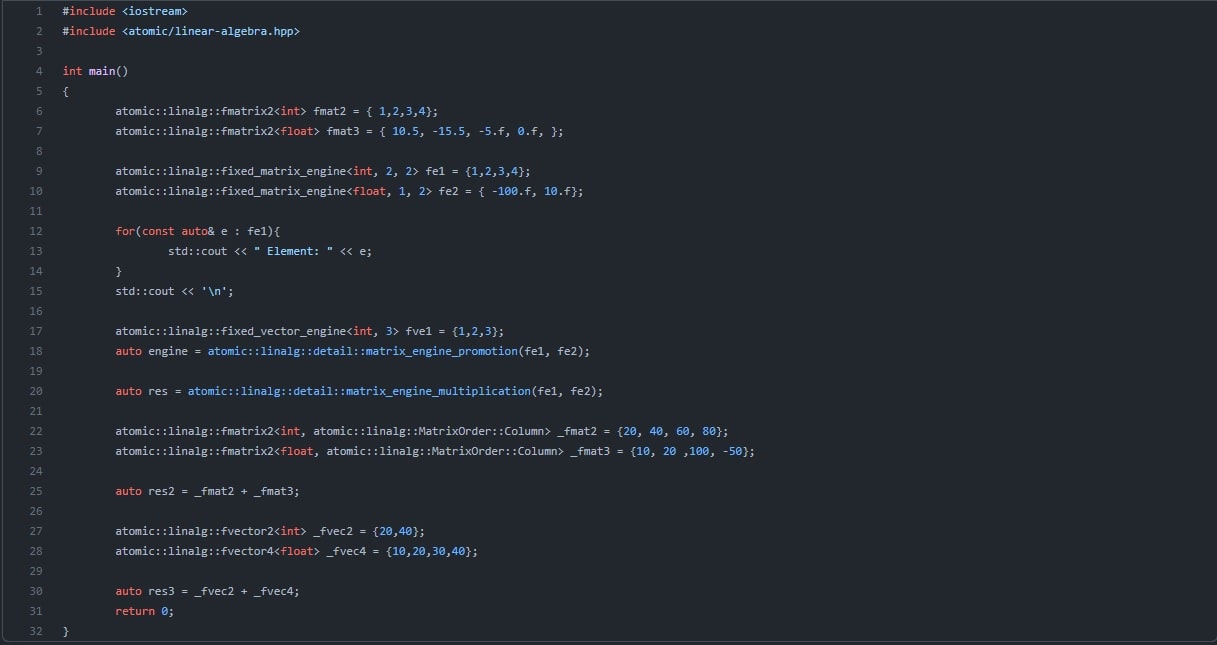 1 #include <iostream>
2 #include <atomic/linear-algebra.hpp>
3
4 int main()
5 {
6 atomic::linalg::fmatrix2<int> fmat2 = { 1,2,3,4};
7 atomic::linalg::fmatrix2<float> fmat3 = { 10.5, -15.5, -5.f, 0.f, };
8
9 atomic::linalg::fixed_matrix_engine<int, 2, 2> fe1 = {1,2,3,4};
10 atomic::linalg::fixed_matrix_engine<float, 1, 2> fe2 = { -100.f, 10.f};
11
12 for(const auto& e : fe1){
13 std::cout << " Element: " << e;
14 }
15 std::cout << '\n';
16
17 atomic::linalg::fixed_vector_engine<int, 3> fve1 = {1,2,3};
18 auto engine = atomic::linalg::detail::matrix_engine_promotion(fe1, fe2);
19
20 auto res = atomic::linalg::detail::matrix_engine_multiplication(fe1, fe2);
21
22 atomic::linalg::fmatrix2<int, atomic::linalg::MatrixOrder::Column> _fmat2 = {20, 40, 60, 80};
23 atomic::linalg::fmatrix2<float, atomic::linalg::MatrixOrder::Column> _fmat3 = {10, 20 ,100, -50};
24
25 auto res2 = _fmat2 + _fmat3;
26
27 atomic::linalg::fvector2<int> _fvec2 = {20,40};
28 atomic::linalg::fvector4<float> _fvec4 = {10,20,30,40};
29
30 auto res3 = _fvec2 + _fvec4;
31 return 0;
32 }